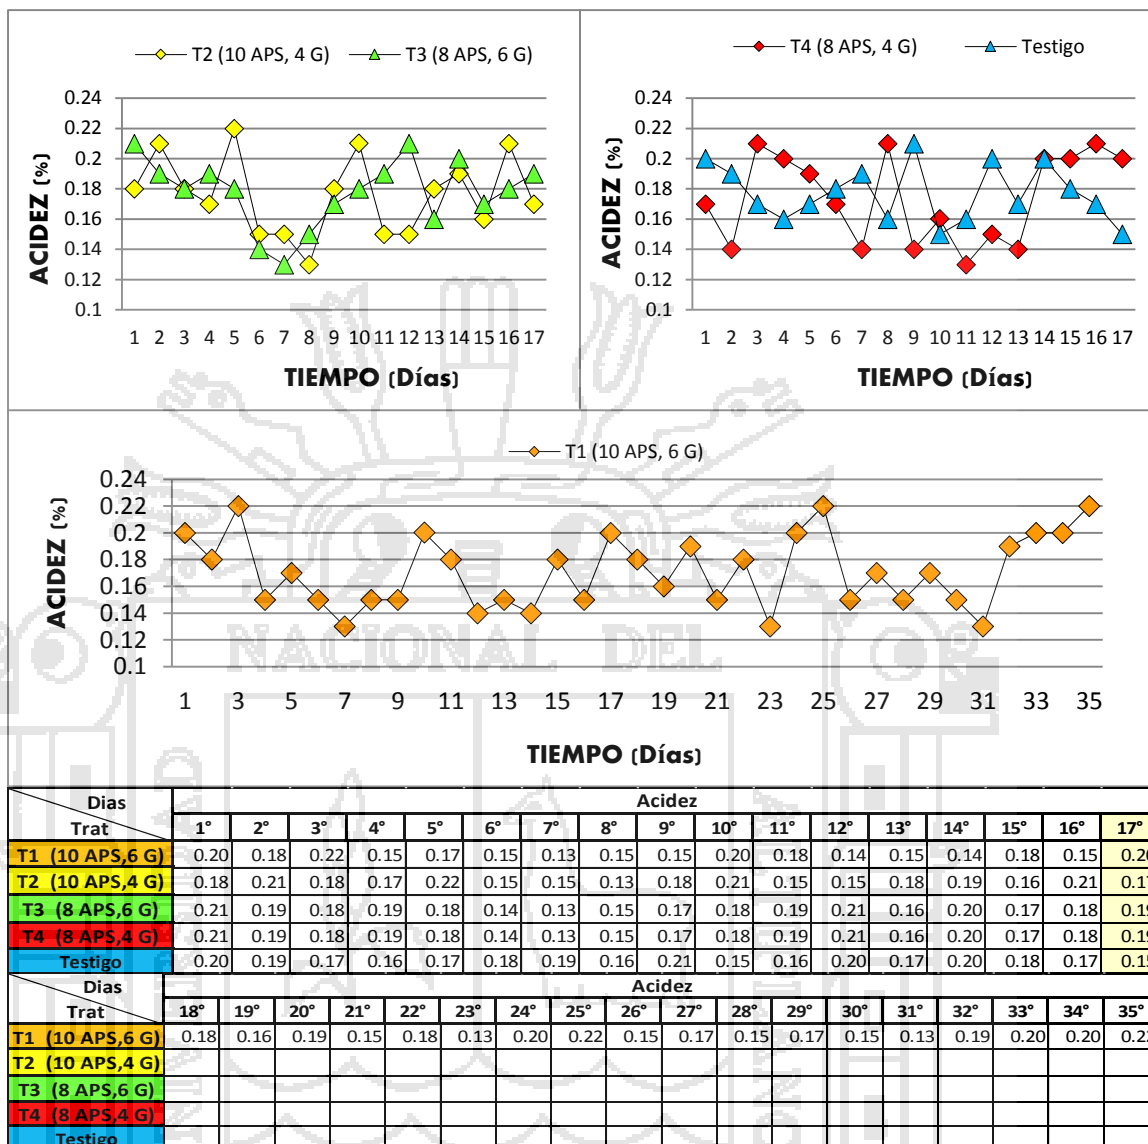 T2 (10 APS, 4 G) T3 (8 APS, 6 G)
0.24
0.22
0.2
0.18
0.16
0.14
0.12
0.1
ACIDEZ (%)
1 2 3 4 5 6 7 8 9 10 11 12 13 14 15 16 17
TIEMPO (Días)
T4 (8 APS, 4 G) Testigo
0.24
0.22
0.2
0.18
0.16
0.14
0.12
0.1
ACIDEZ (%)
1 2 3 4 5 6 7 8 9 10 11 12 13 14 15 16 17
TIEMPO (Días)
T1 (10 APS, 6 G)
0.24
0.22
0.2
0.18
0.16
0.14
0.12
0.1
ACIDEZ (%)
1 3 5 7 9 11 13 15 17 19 21 23 25 27 29 31 33 35
TIEMPO (Días)
NACIONAL DEL
Dias Acidez
Trat 1° 2° 3° 4° 5° 6° 7° 8° 9° 10° 11° 12° 13° 14° 15° 16° 17°
T1 (10 APS,6 G) 0.20 0.18 0.22 0.15 0.17 0.15 0.13 0.15 0.15 0.20 0.18 0.14 0.15 0.14 0.18 0.15
T2 (10 APS,4 G) 0.18 0.21 0.18 0.17 0.22 0.15 0.15 0.13 0.18 0.21 0.15 0.15 0.18 0.19 0.16 0.21
T3 (8 APS,6 G) 0.21 0.19 0.18 0.19 0.18 0.14 0.13 0.15 0.17 0.18 0.19 0.21 0.16 0.20 0.17 0.18
T4 (8 APS,4 G) 0.21 0.19 0.18 0.19 0.18 0.14 0.13 0.15 0.17 0.18 0.19 0.21 0.16 0.20 0.17 0.18
Testigo 0.20 0.19 0.17 0.16 0.17 0.18 0.19 0.16 0.21 0.15 0.16 0.20 0.17 0.20 0.18 0.17
Dias Acidez
Trat 18° 19° 20° 21° 22° 23° 24° 25° 26° 27° 28° 29° 30° 31° 32° 33° 34° 35°
T1 (10 APS,6 G) 0.18 0.16 0.19 0.15 0.18 0.13 0.20 0.22 0.15 0.17 0.15 0.17 0.15 0.13 0.19 0.20 0.20
T2 (10 APS,4 G)
T3 (8 APS,6 G)
T4 (8 APS,4 G)
Testigo